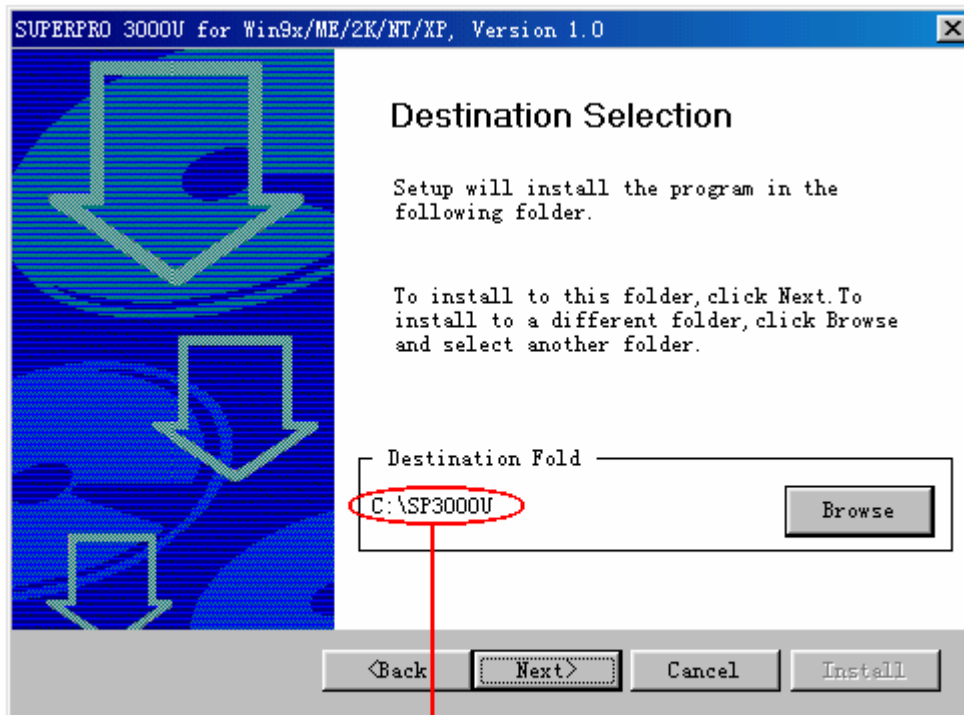 SUPERPRO 3000U for Win9x/ME/2K/NT/XP, Version 1.0
Destination Selection
Setup will install the program in the
following folder.
To install to this folder,click Next.To
install to a different folder,click Browse
and select another folder.
Destination Fold
C:\SP3000U
Browse
<Back
Next>
Cancel
Install